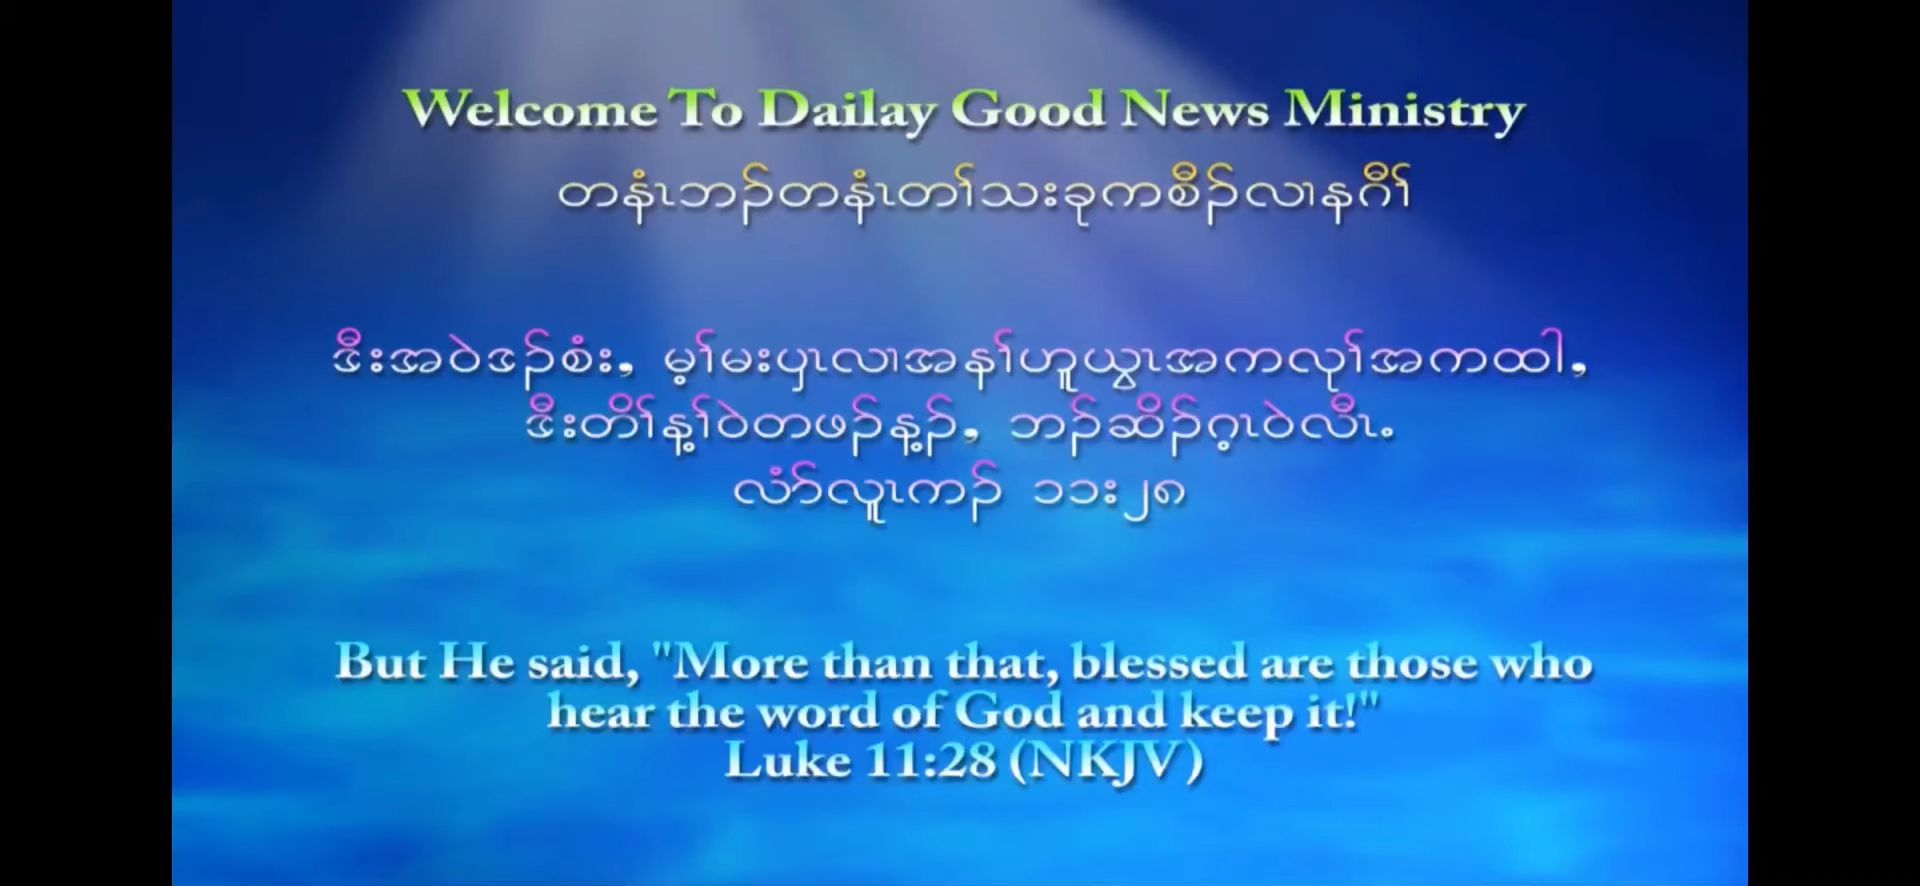 Welcome To Dailay Good News Ministry
တနံၤဘၣ်တနံၤတၢ်သးခုကစီၣ်လၢနဂီၢ်
ဒီးအဝဲဒၣ်စံး, မ့ၢ်မးပှၤလၢအနၢ်ဟူယွၤအကလုၢ်အကထါ,
ဒီးတိၢ်န့ၢ်ဝဲတဖၣ်န့ၣ်, ဘၣ်ဆိၣ်ဂ့ၤဝဲလီၤ.
လံာ်လူၤကၣ် ၁၁း၂၈
But He said, "More than that, blessed are those who
hear the word of God and keep it!"
Luke 11:28 (NKJV)